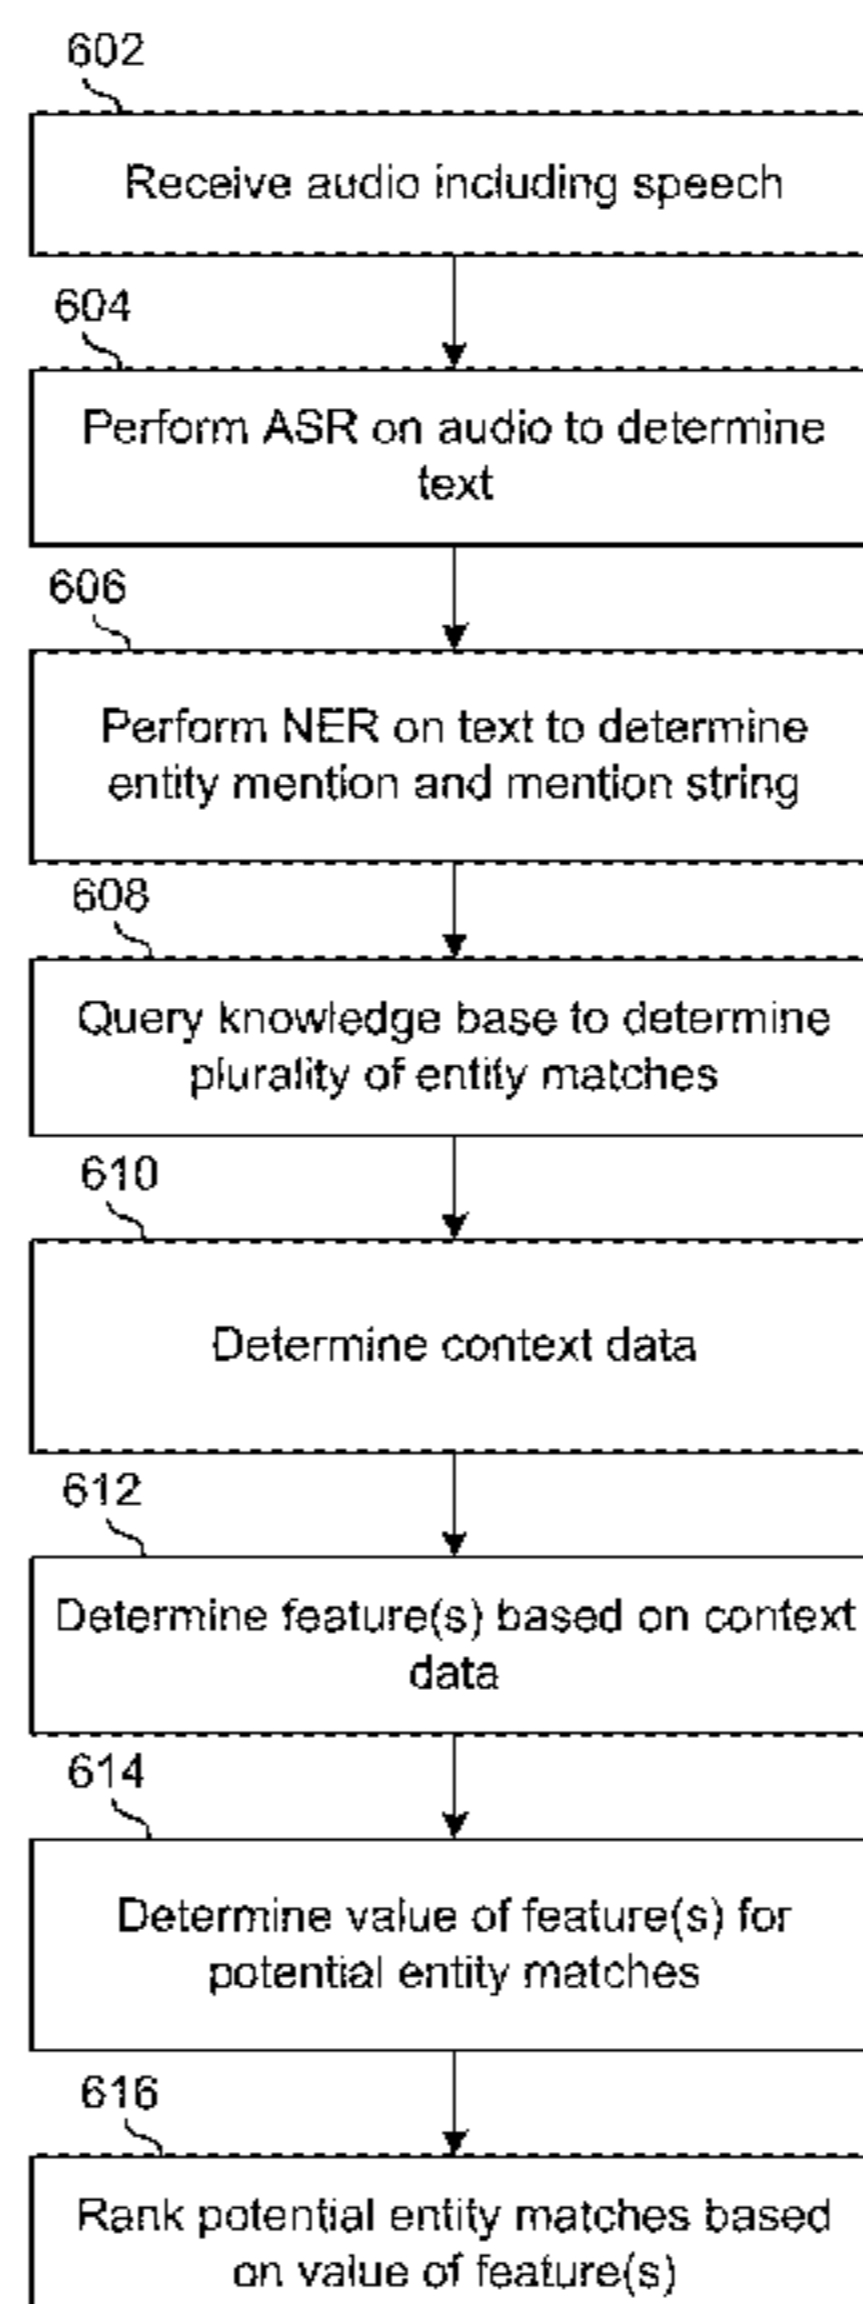 602
Receive audio including speech
604
Perform ASR on audio to determine
text
606
Perform NER on text to determine
entity mention and mention string
608
Query knowledge base to determine
plurality of entity matches
610
Determine context data
612
Determine feature(s) based on context
data
614
Determine value of feature(s) for
potential entity matches
616
Rank potential entity matches based
on value of feature(s)